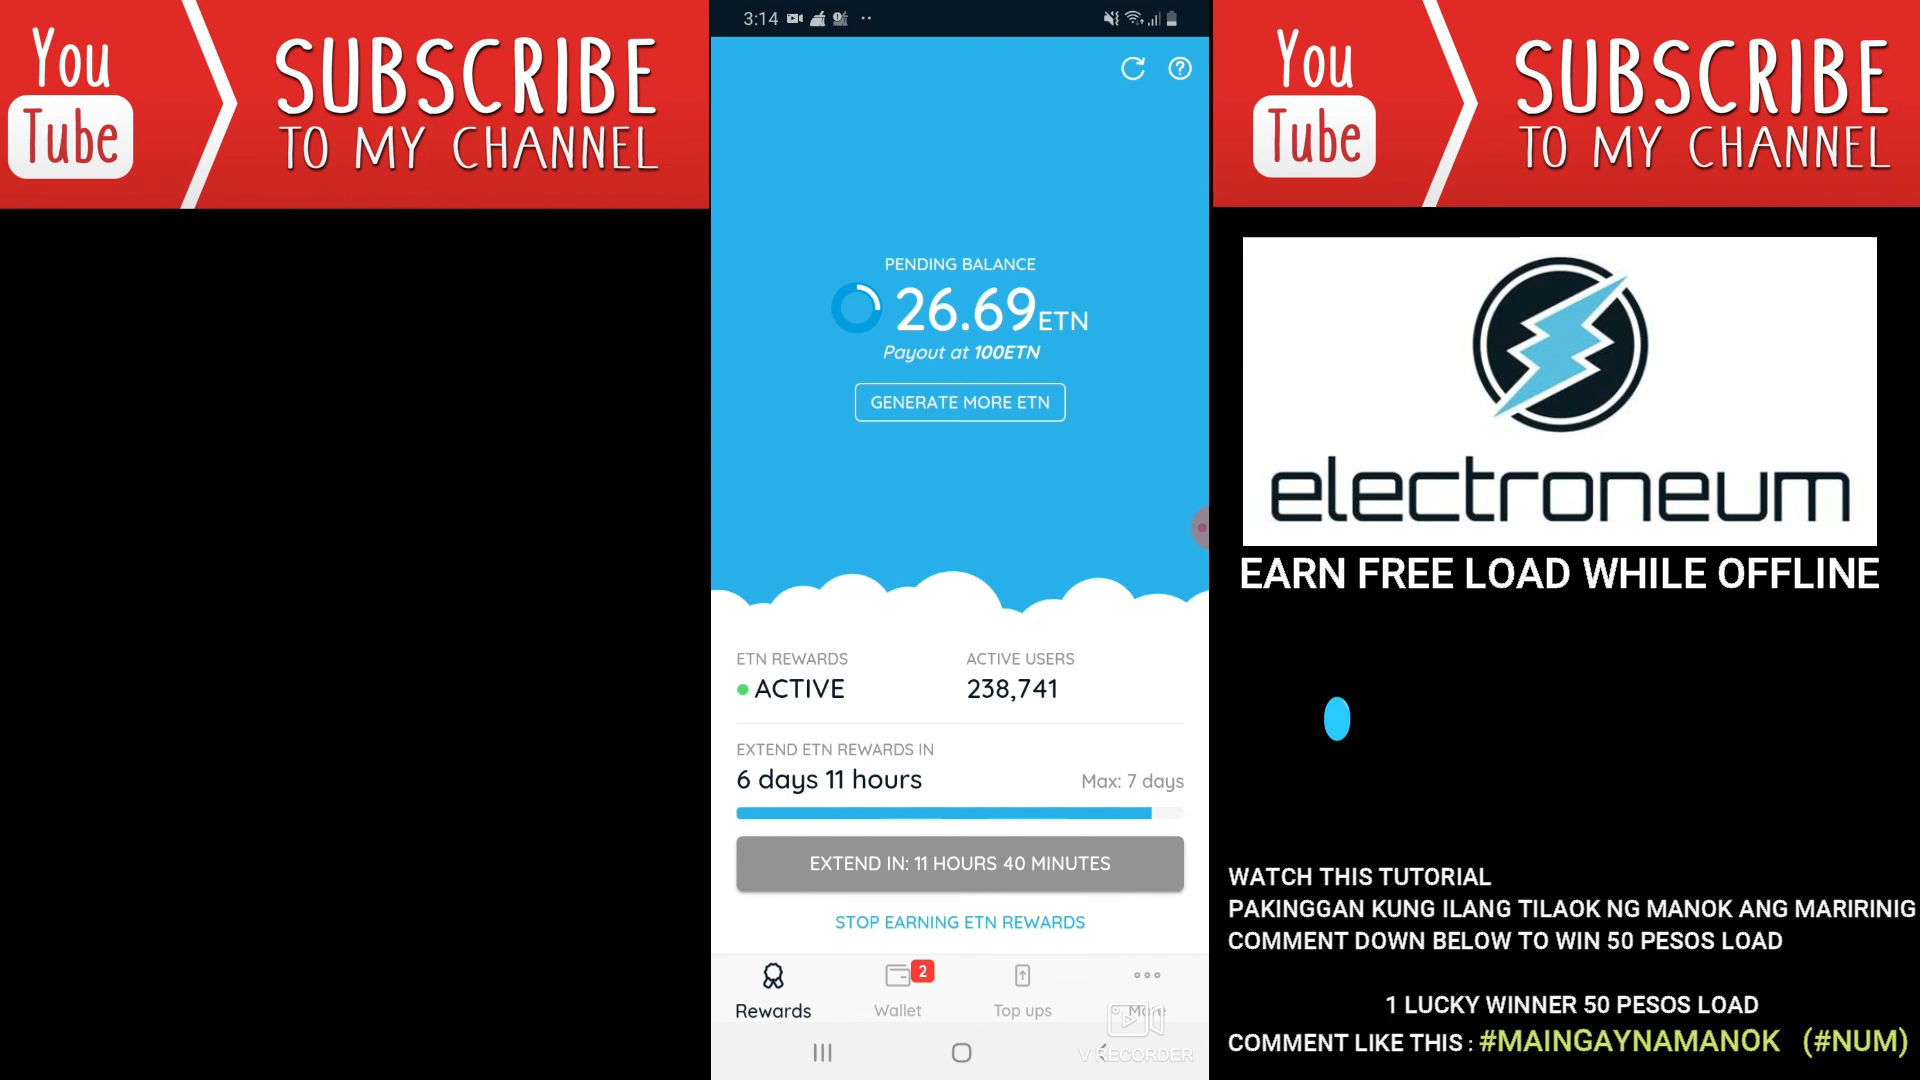 You
Tube
SUBSCRIBE
TO MY CHANNEL
3:14
PENDING BALANCE
26.69ETN
Payout at 100ETN
GENERATE MORE ETN
ETN REWARDS
ACTIVE
ACTIVE USERS
238,741
EXTEND ETN REWARDS IN
6 days 11 hours
Max: 7 days
EXTEND IN: 11 HOURS 40 MINUTES
STOP EARNING ETN REWARDS
Rewards
Wallet
2
Top ups
More
V RECORDER
You
Tube
SUBSCRIBE
TO MY CHANNEL
electroneum
EARN FREE LOAD WHILE OFFLINE
WATCH THIS TUTORIAL
PAKINGGAN KUNG ILANG TILAOK NG MANOK ANG MARIRINIG
COMMENT DOWN BELOW TO WIN 50 PESOS LOAD
1 LUCKY WINNER 50 PESOS LOAD
COMMENT LIKE THIS : #MAINGAYNAMANOK (#NUM)